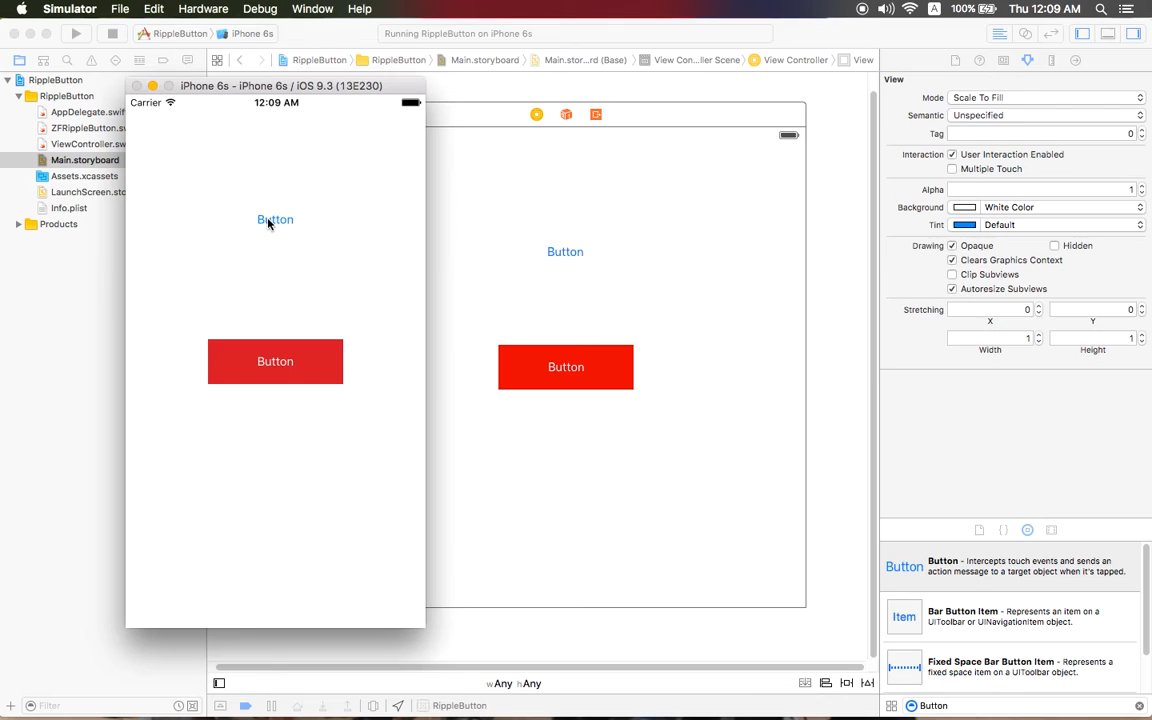 Simulator File Edit Hardware Debug Window Help A 100% Thu 12:09 AM
RippleButton iPhone 6s Running RippleButton on iPhone 6s
RippleButton RippleButton Main.storyboard Main.stor...rd (Base) View Con...ller Scene View Controller View
RippleButton
RippleButton
AppDelegate.swif
ZFRippleButton.sw
ViewController.sw
Main.storyboard
Assets.xcassets
LaunchScreen.sto
Info.plist
Products
Filter
iPhone 6s - iPhone 6s / iOS 9.3 (13E230)
Carrier 12:09 AM
Button
Button
Button
Button
wAny hAny
RippleButton
View
Mode Scale To Fill
Semantic Unspecified
Tag 0
Interaction User Interaction Enabled
Multiple Touch
Alpha 1
Background White Color
Tint Default
Drawing Opaque Hidden
Clears Graphics Context
Clip Subviews
Autoresize Subviews
Stretching 0 0
X Y
1 1
Width Height
Button Button - Intercepts touch events and sends an
action message to a target object when it's tapped.
Item Bar Button Item - Represents an item on a
UIToolbar or UINavigationItem object.
Fixed Space Bar Button Item - Represents a
fixed space item on a UIToolbar object.
Button